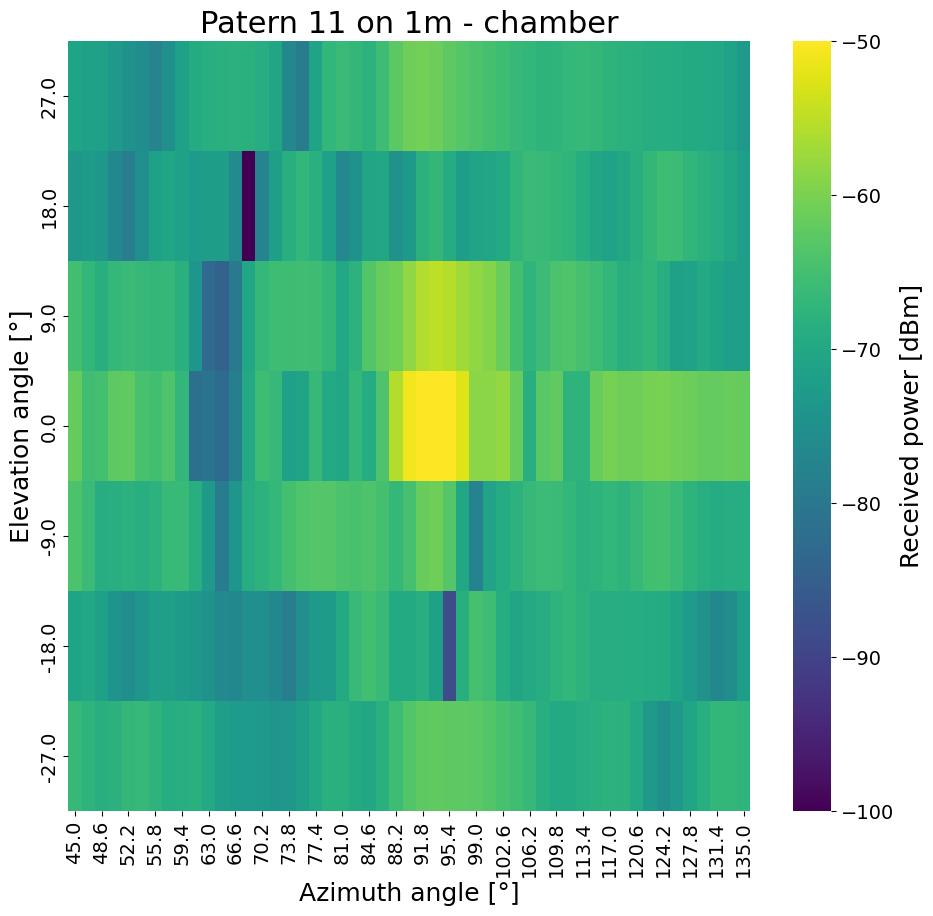 Patern 11 on 1m - chamber
Elevation angle [°]
27.0
18.0
9.0
0.0
-9.0
-18.0
-27.0
45.0 48.6 52.2 55.8 59.4 63.0 66.6 70.2 73.8 77.4 81.0 84.6 88.2 91.8 95.4 99.0 102.6 106.2 109.8 113.4 117.0 120.6 124.2 127.8 131.4 135.0
Azimuth angle [°]
−50
−60
−70
−80
−90
−100
Received power [dBm]